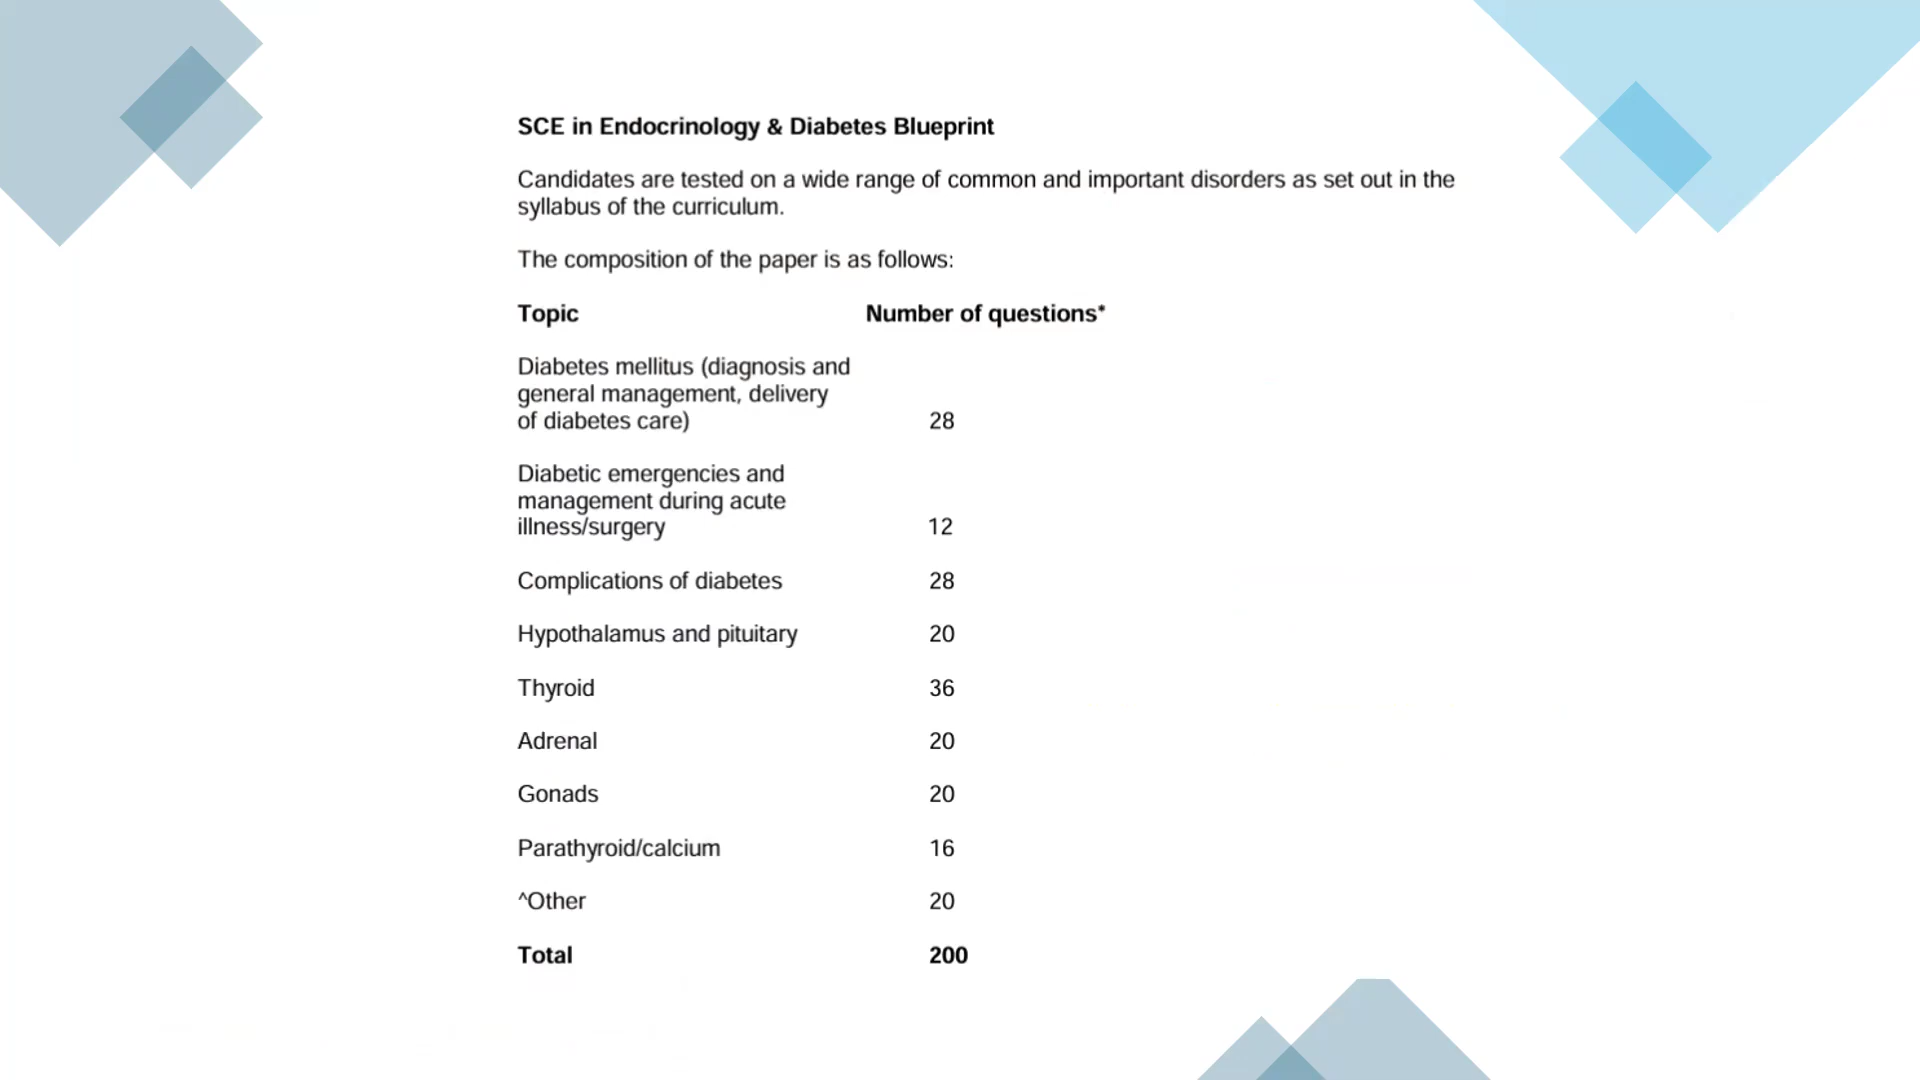 SCE in Endocrinology & Diabetes Blueprint
Candidates are tested on a wide range of common and important disorders as set out in the
syllabus of the curriculum.
The composition of the paper is as follows:
Topic Number of questions*
Diabetes mellitus (diagnosis and
general management, delivery
of diabetes care) 28
Diabetic emergencies and
management during acute
illness/surgery 12
Complications of diabetes 28
Hypothalamus and pituitary 20
Thyroid 36
Adrenal 20
Gonads 20
Parathyroid/calcium 16
^Other 20
Total 200